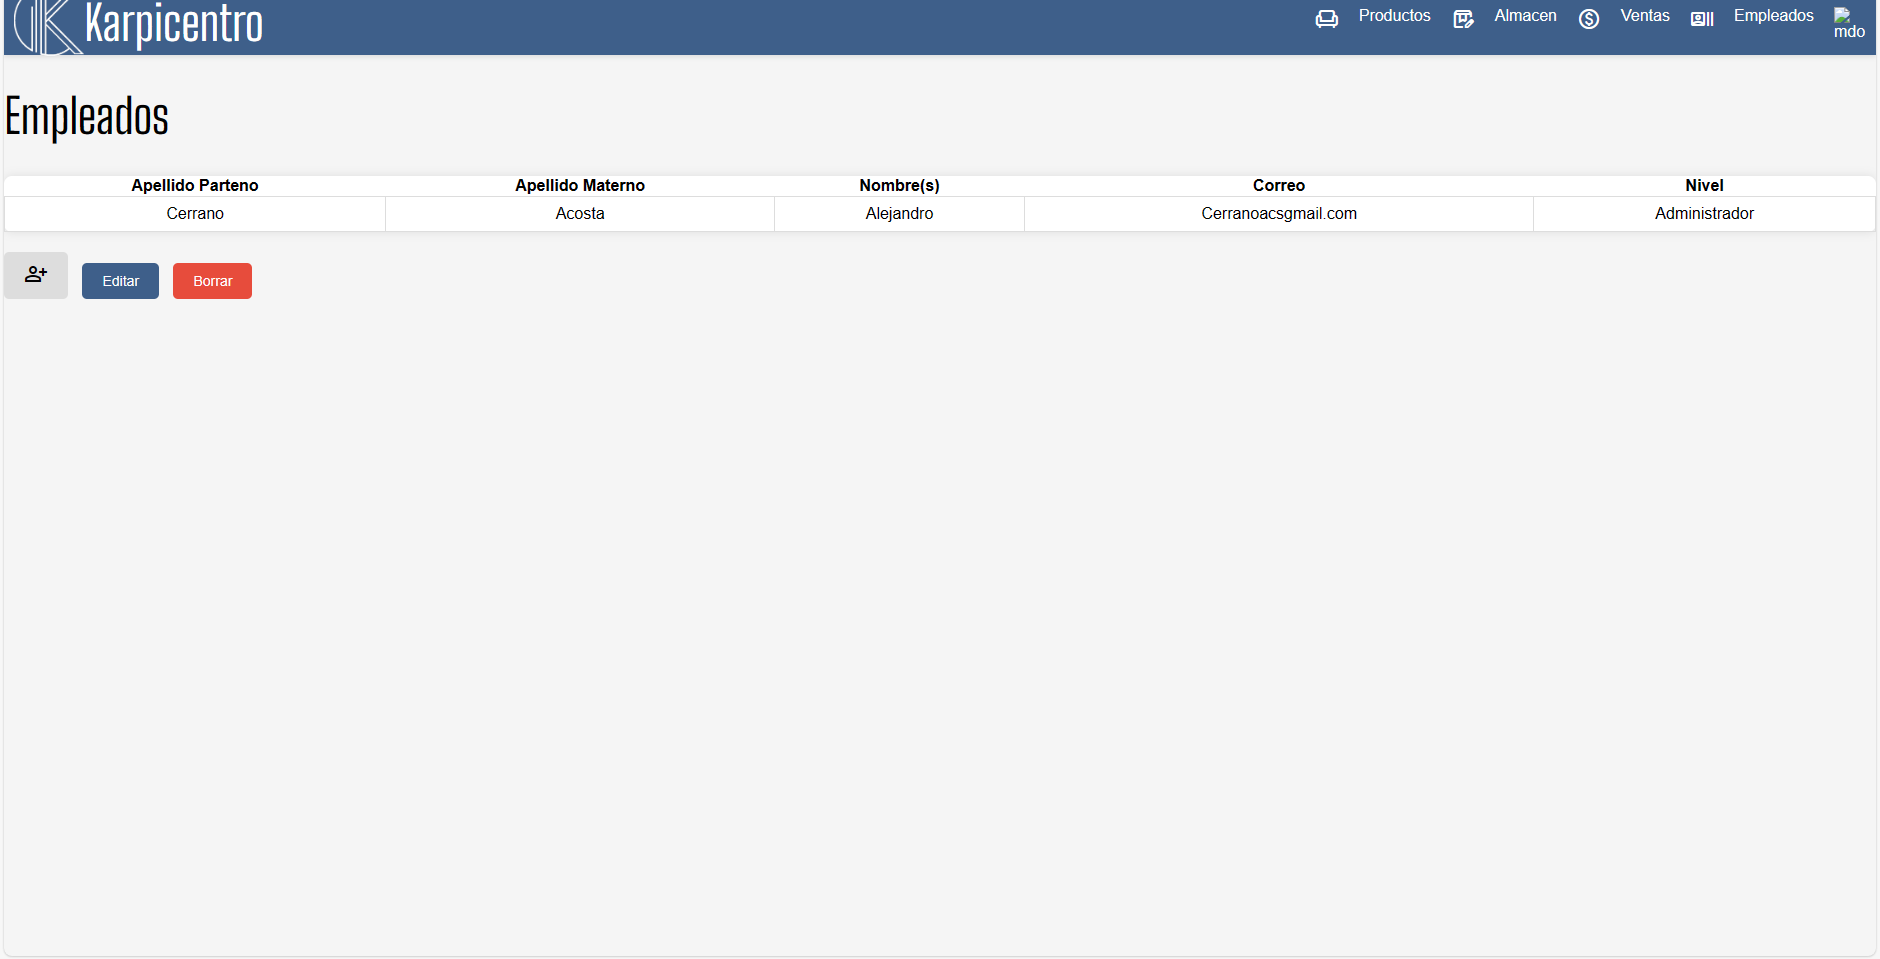 Karpicentro
Productos Almacen Ventas Empleados mdo
Empleados
Apellido Parteno Apellido Materno Nombre(s) Correo Nivel
Cerrano Acosta Alejandro Cerranoacsgmail.com Administrador
Editar Borrar